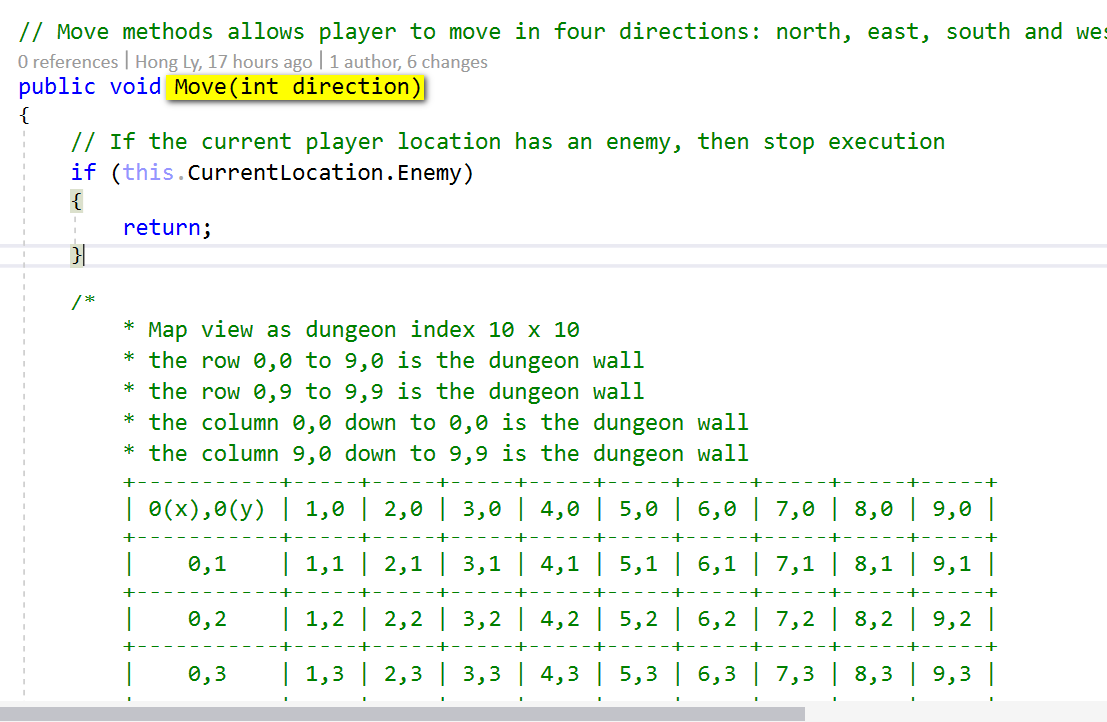 // Move methods allows player to move in four directions: north, east, south and wes
0 references | Hong Ly, 17 hours ago | 1 author, 6 changes
public void Move(int direction)
{
// If the current player location has an enemy, then stop execution
if (this.CurrentLocation.Enemy)
{
return;
}
/*
* Map view as dungeon index 10 x 10
* the row 0,0 to 9,0 is the dungeon wall
* the row 0,9 to 9,9 is the dungeon wall
* the column 0,0 down to 0,0 is the dungeon wall
* the column 9,0 down to 9,9 is the dungeon wall
+-----------+-----+-----+-----+-----+-----+-----+-----+-----+-----+
| 0(x),0(y) | 1,0 | 2,0 | 3,0 | 4,0 | 5,0 | 6,0 | 7,0 | 8,0 | 9,0 |
+-----------+-----+-----+-----+-----+-----+-----+-----+-----+-----+
| 0,1 | 1,1 | 2,1 | 3,1 | 4,1 | 5,1 | 6,1 | 7,1 | 8,1 | 9,1 |
+-----------+-----+-----+-----+-----+-----+-----+-----+-----+-----+
| 0,2 | 1,2 | 2,2 | 3,2 | 4,2 | 5,2 | 6,2 | 7,2 | 8,2 | 9,2 |
+-----------+-----+-----+-----+-----+-----+-----+-----+-----+-----+
| 0,3 | 1,3 | 2,3 | 3,3 | 4,3 | 5,3 | 6,3 | 7,3 | 8,3 | 9,3 |